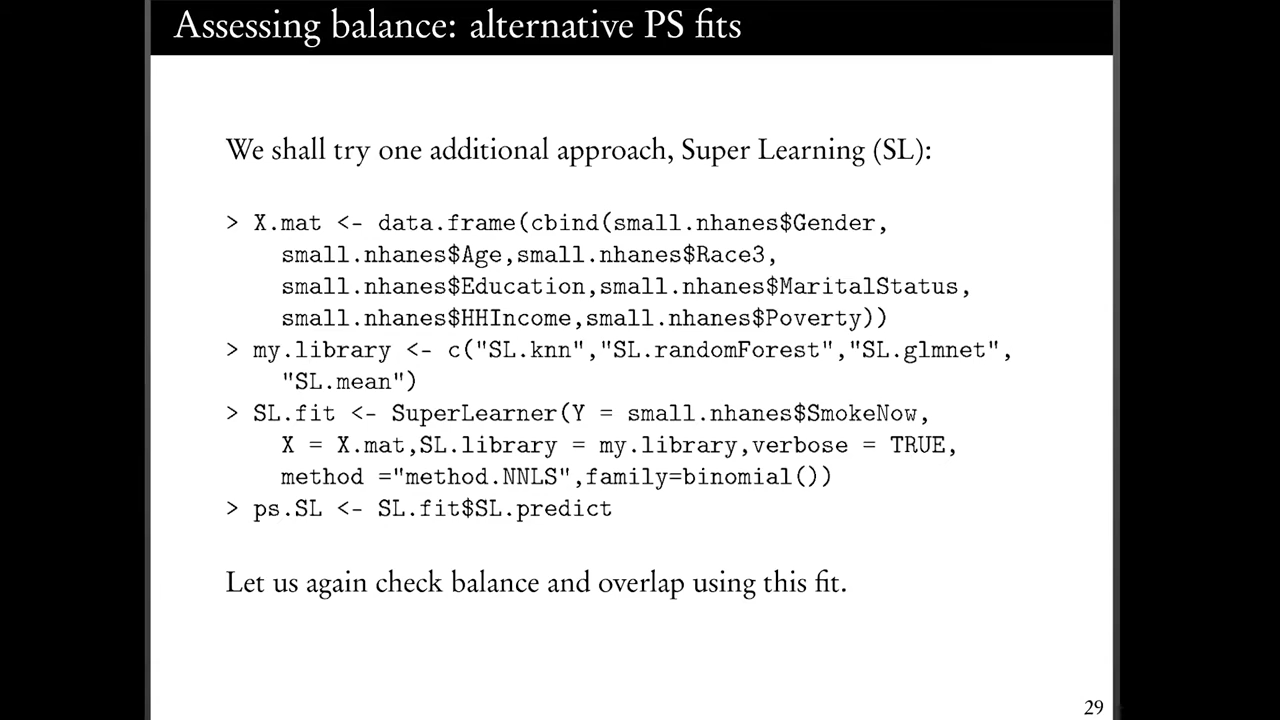 Assessing balance: alternative PS fits
We shall try one additional approach, Super Learning (SL):
> X.mat <- data.frame(cbind(small.nhanes$Gender,
small.nhanes$Age,small.nhanes$Race3,
small.nhanes$Education,small.nhanes$MaritalStatus,
small.nhanes$HHIncome,small.nhanes$Poverty))
> my.library <- c("SL.knn","SL.randomForest","SL.glmnet",
"SL.mean")
> SL.fit <- SuperLearner(Y = small.nhanes$SmokeNow,
X = X.mat,SL.library = my.library,verbose = TRUE,
method ="method.NNLS",family=binomial())
> ps.SL <- SL.fit$SL.predict
Let us again check balance and overlap using this fit.
29